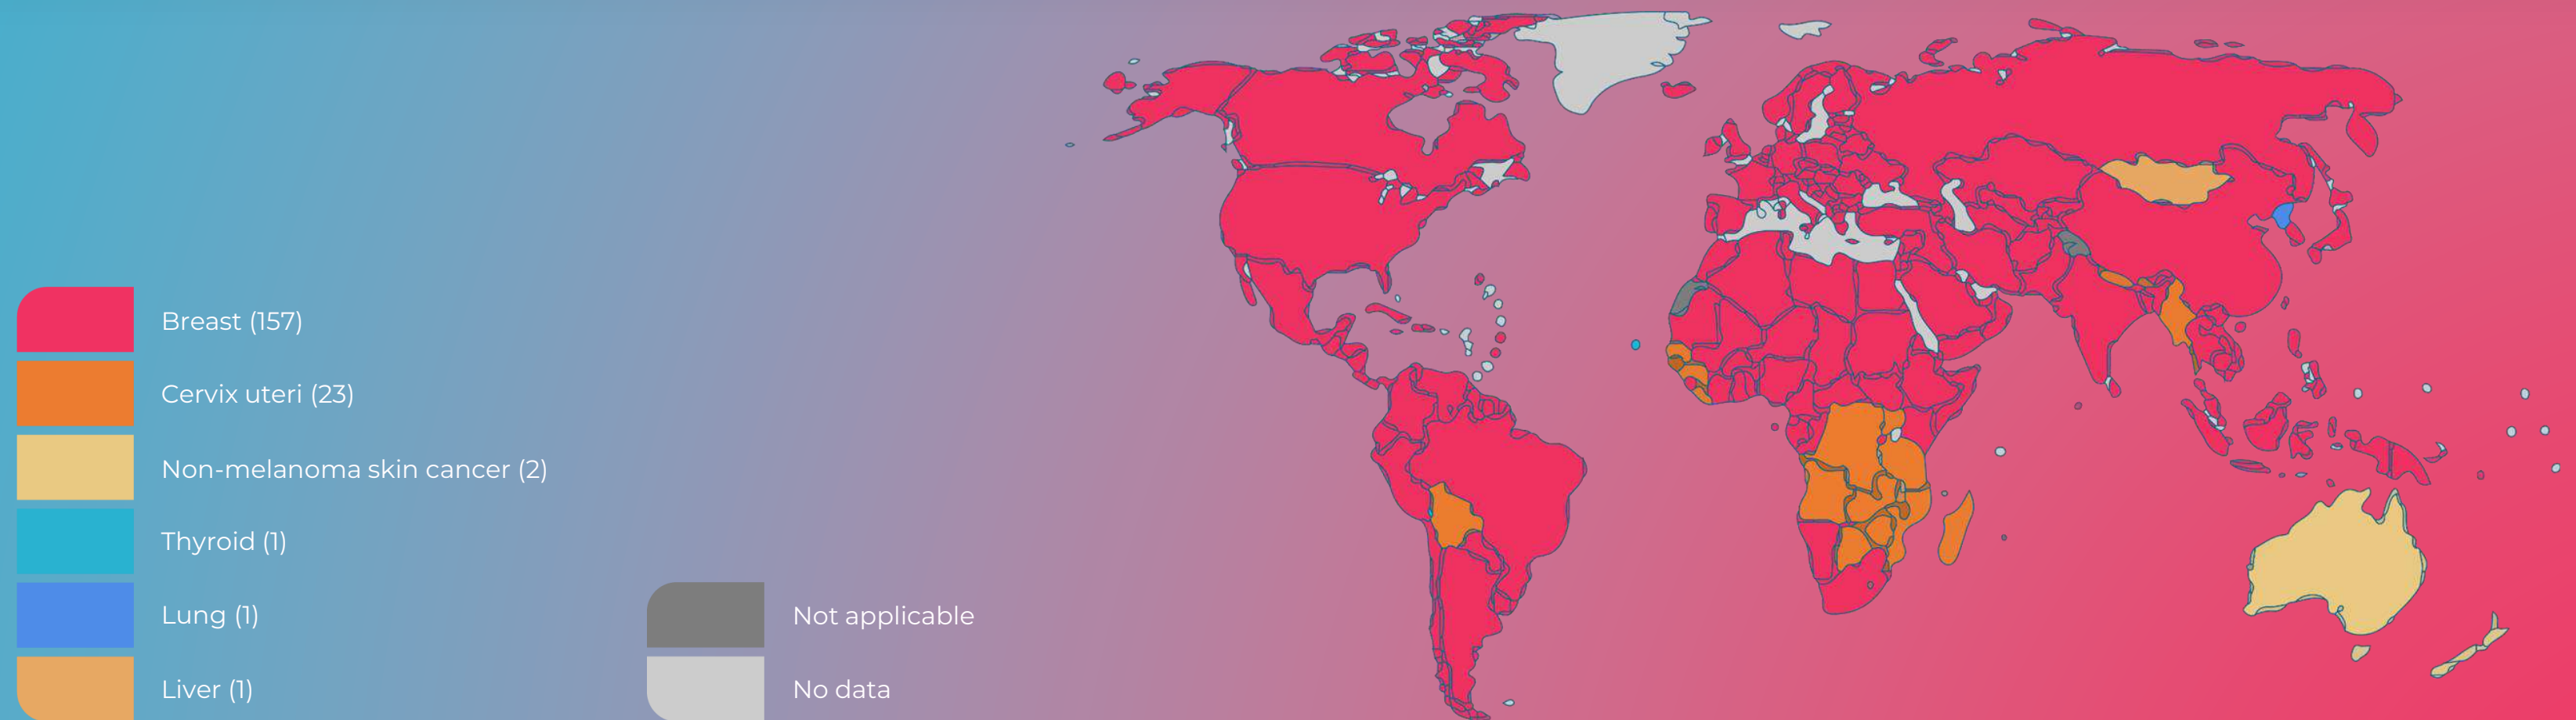 Breast (157)
Cervix uteri (23)
Non-melanoma skin cancer (2)
Thyroid (1)
Lung (1)
Liver (1)
Not applicable
No data